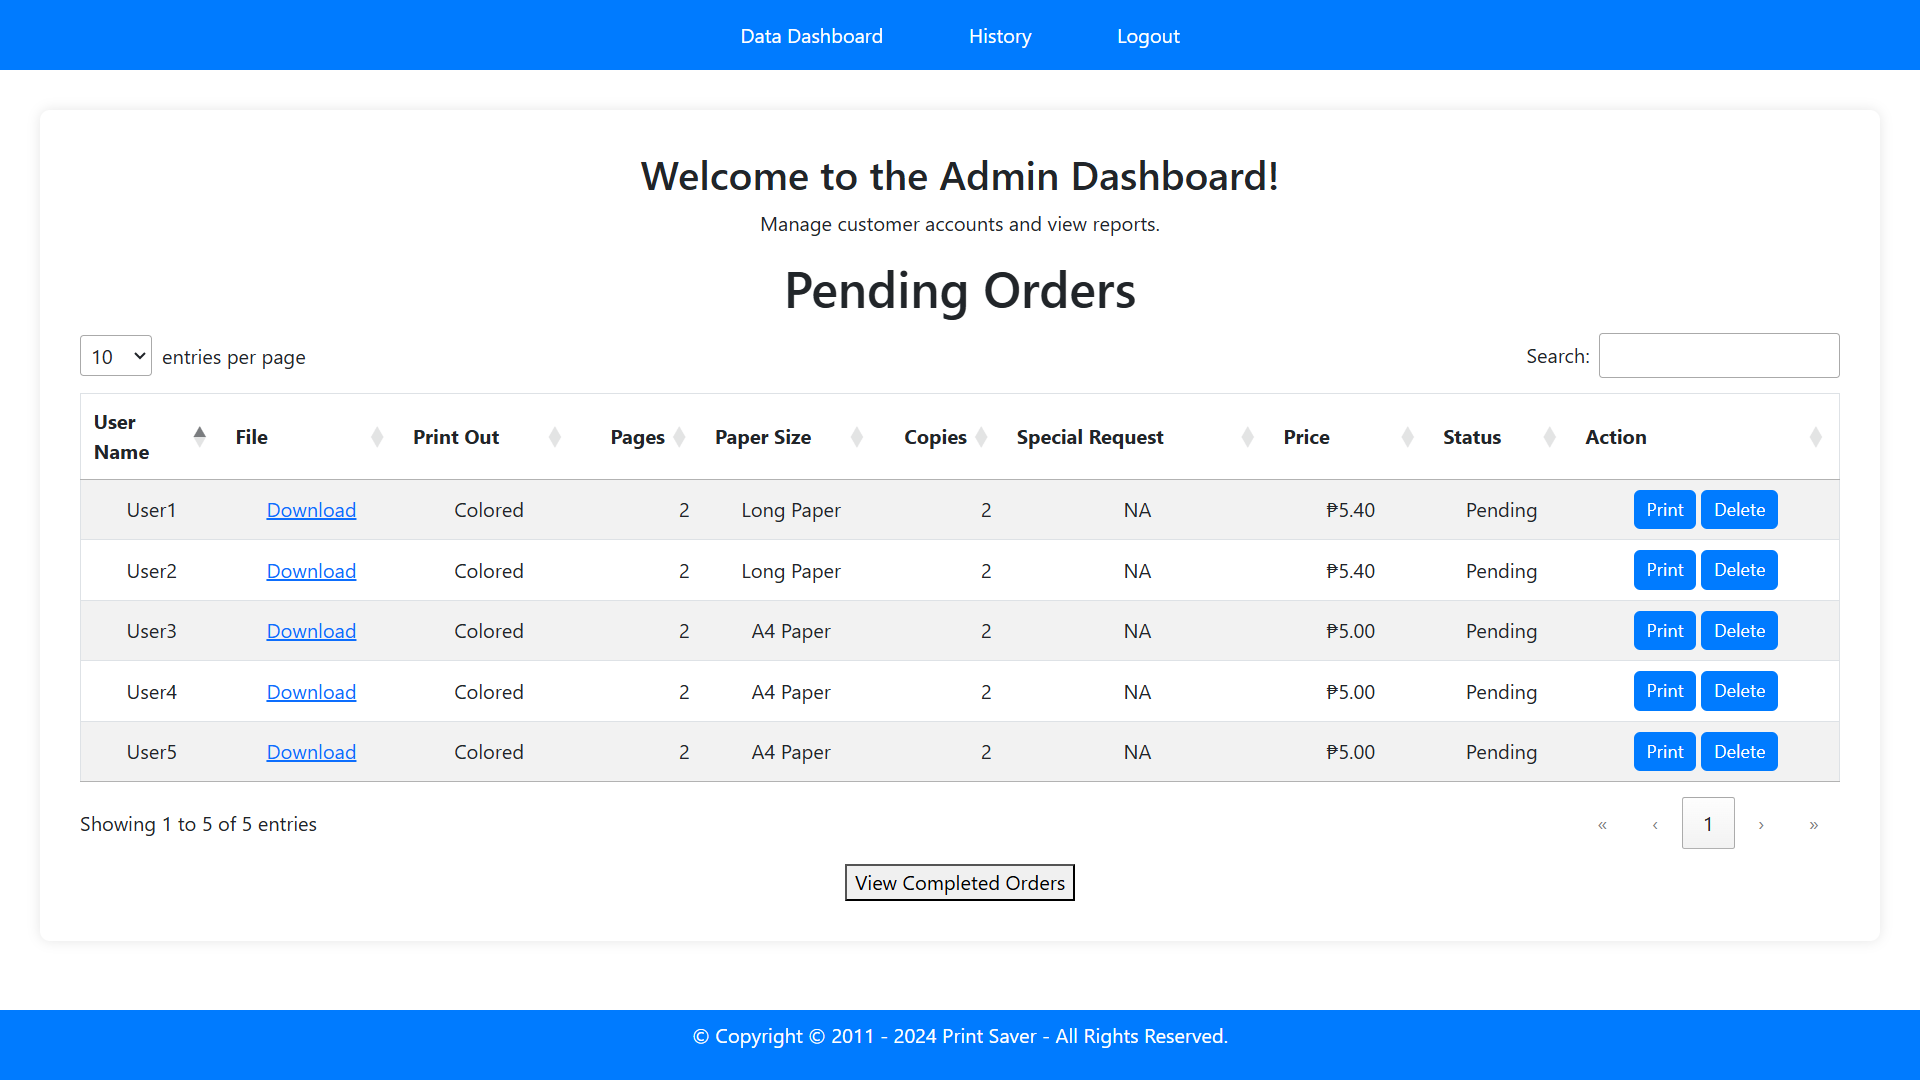 Data Dashboard History Logout
Welcome to the Admin Dashboard!
Manage customer accounts and view reports.
Pending Orders
10 entries per page Search:
User Name File Print Out Pages Paper Size Copies Special Request Price Status Action
User1 Download Colored 2 Long Paper 2 NA ₱5.40 Pending Print Delete
User2 Download Colored 2 Long Paper 2 NA ₱5.40 Pending Print Delete
User3 Download Colored 2 A4 Paper 2 NA ₱5.00 Pending Print Delete
User4 Download Colored 2 A4 Paper 2 NA ₱5.00 Pending Print Delete
User5 Download Colored 2 A4 Paper 2 NA ₱5.00 Pending Print Delete
Showing 1 to 5 of 5 entries « ‹ 1 › »
View Completed Orders
© Copyright © 2011 - 2024 Print Saver - All Rights Reserved.